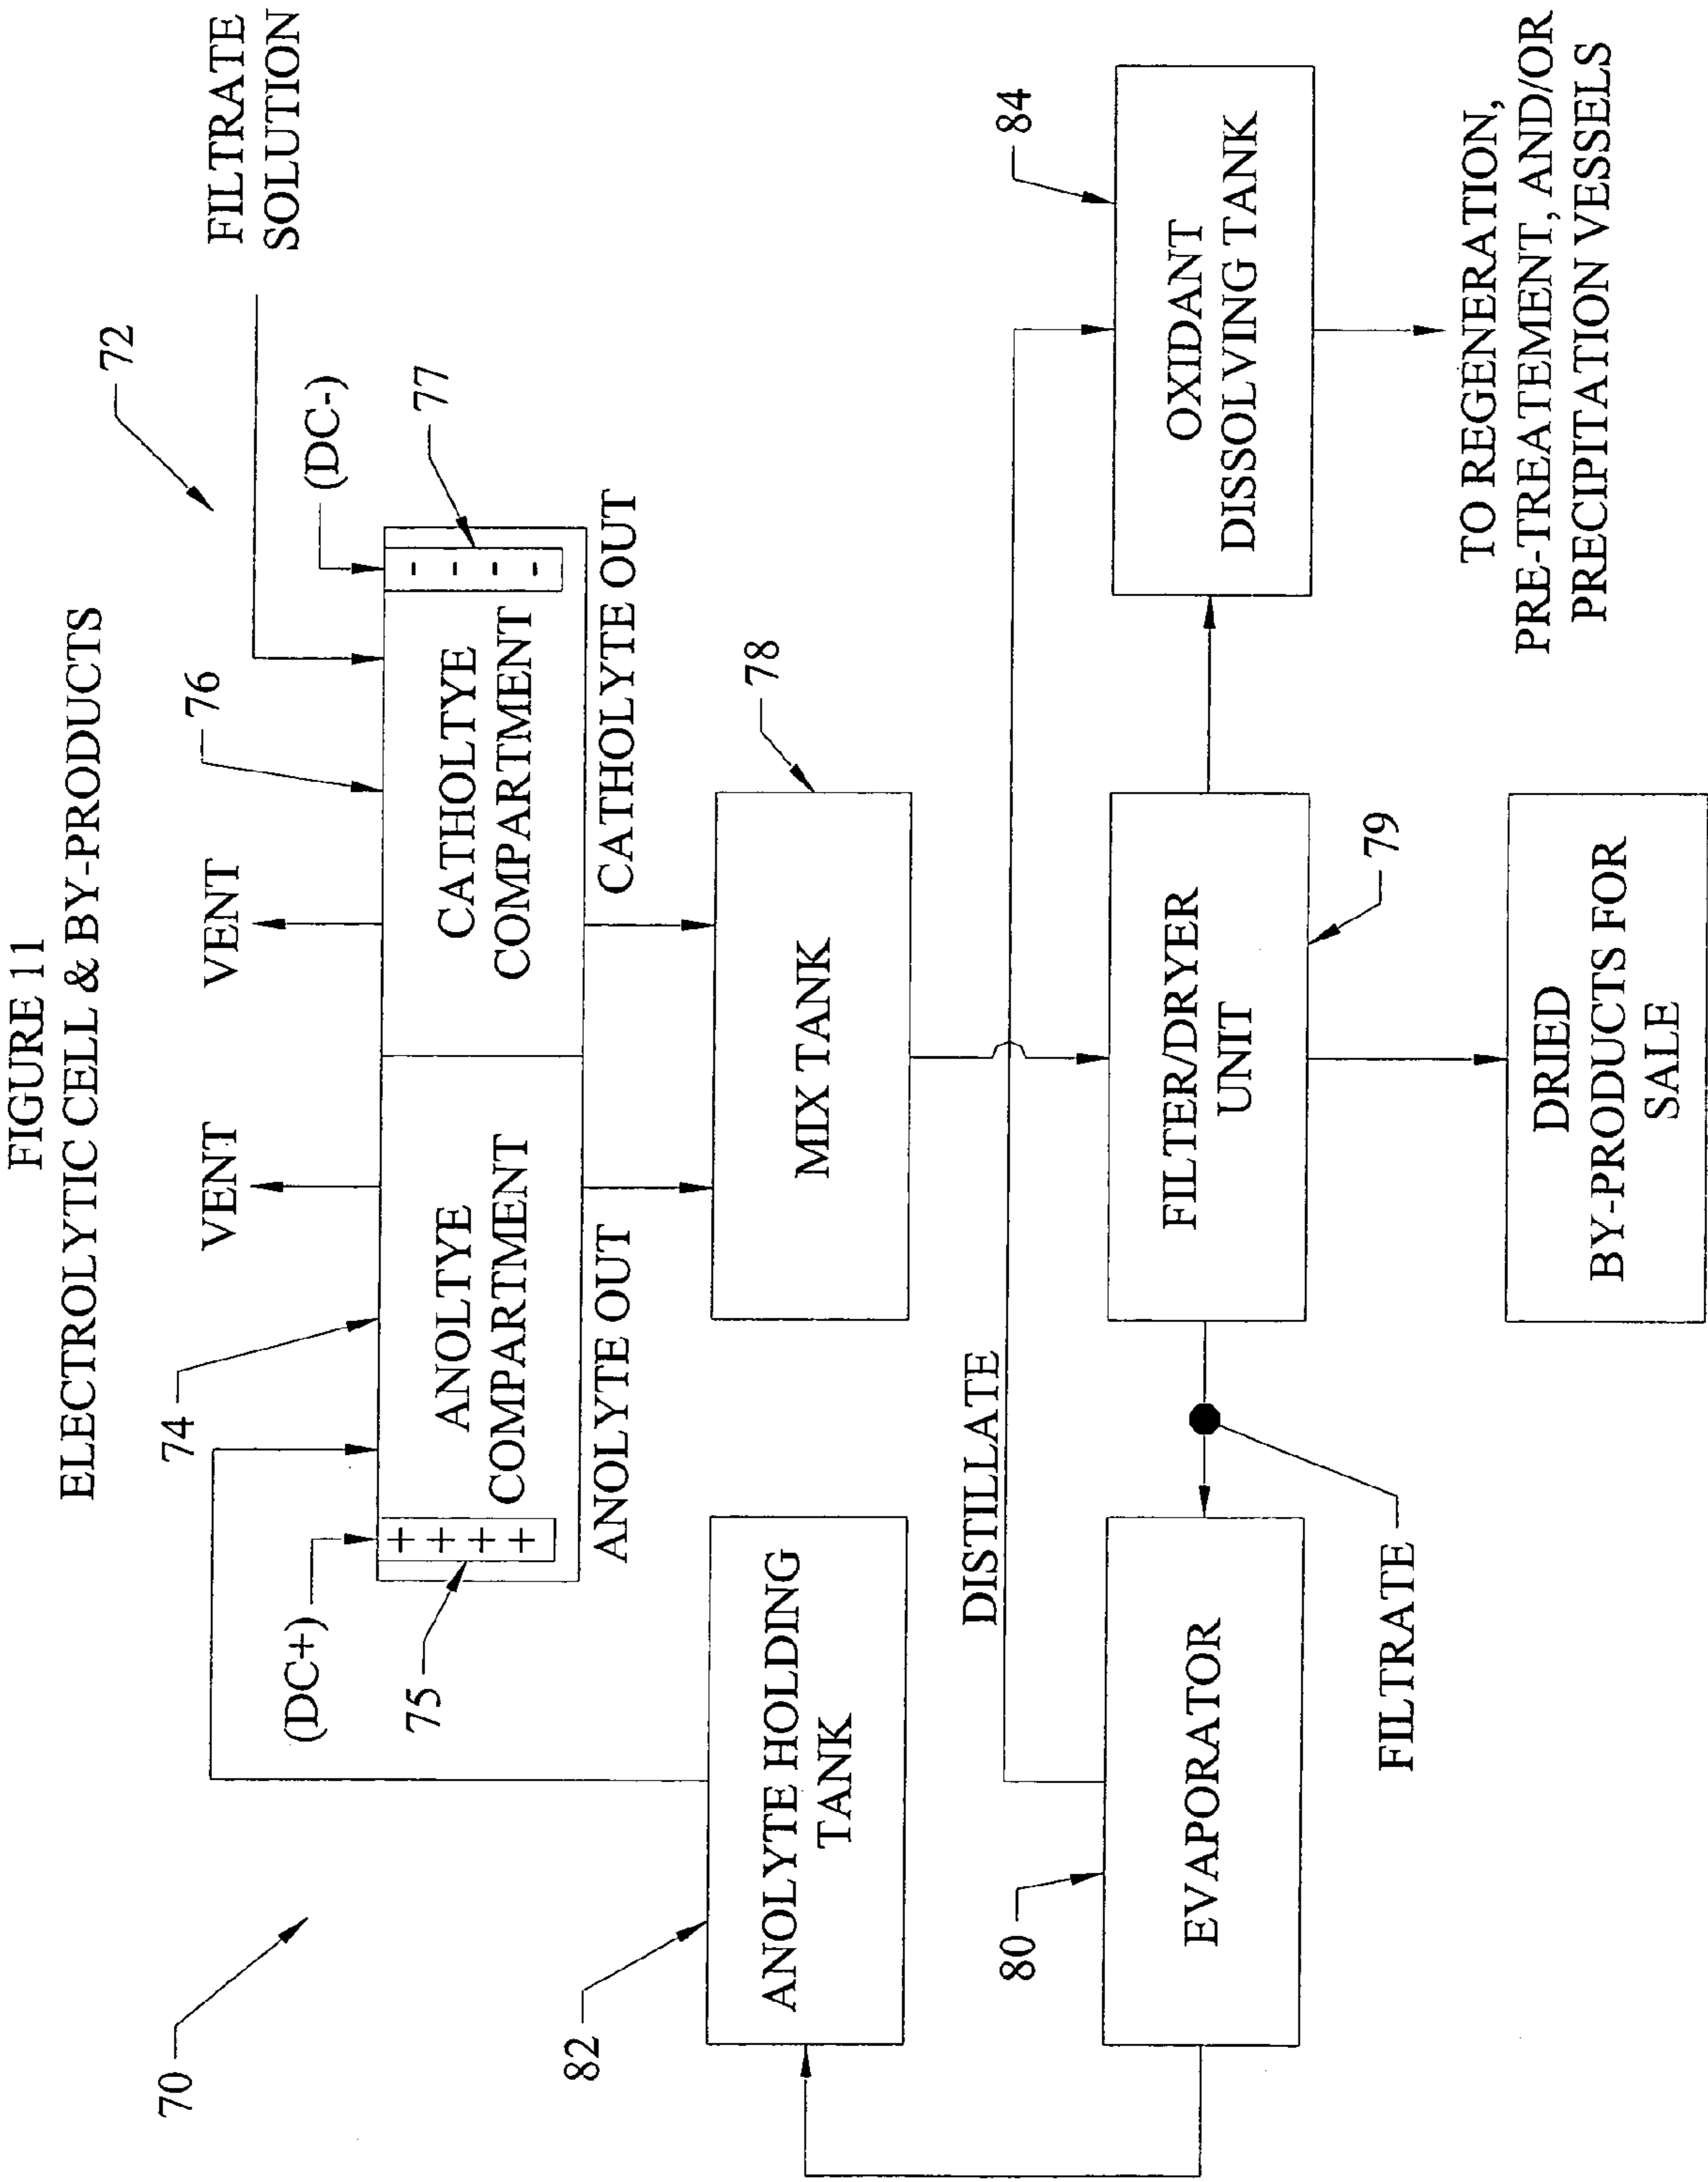 FIGURE 11
ELECTROLYTIC CELL & BY-PRODUCTS
70
72
FILTRATE
SOLUTION
74
VENT
VENT
76
(DC+)
(DC-)
75
77
+ + + +
- - - -
ANOLTYE
COMPARTMENT
CATHOLTYE
COMPARTMENT
ANOLYTE OUT
CATHOLYTE OUT
82
ANOLYTE HOLDING
TANK
78
MIX TANK
DISTILLATE
80
EVAPORATOR
FILTRATE
FILTER/DRYER
UNIT
79
84
OXIDANT
DISSOLVING TANK
DRIED
BY-PRODUCTS FOR
SALE
TO REGENERATION,
PRE-TREATEMENT, AND/OR
PRECIPITATION VESSELS